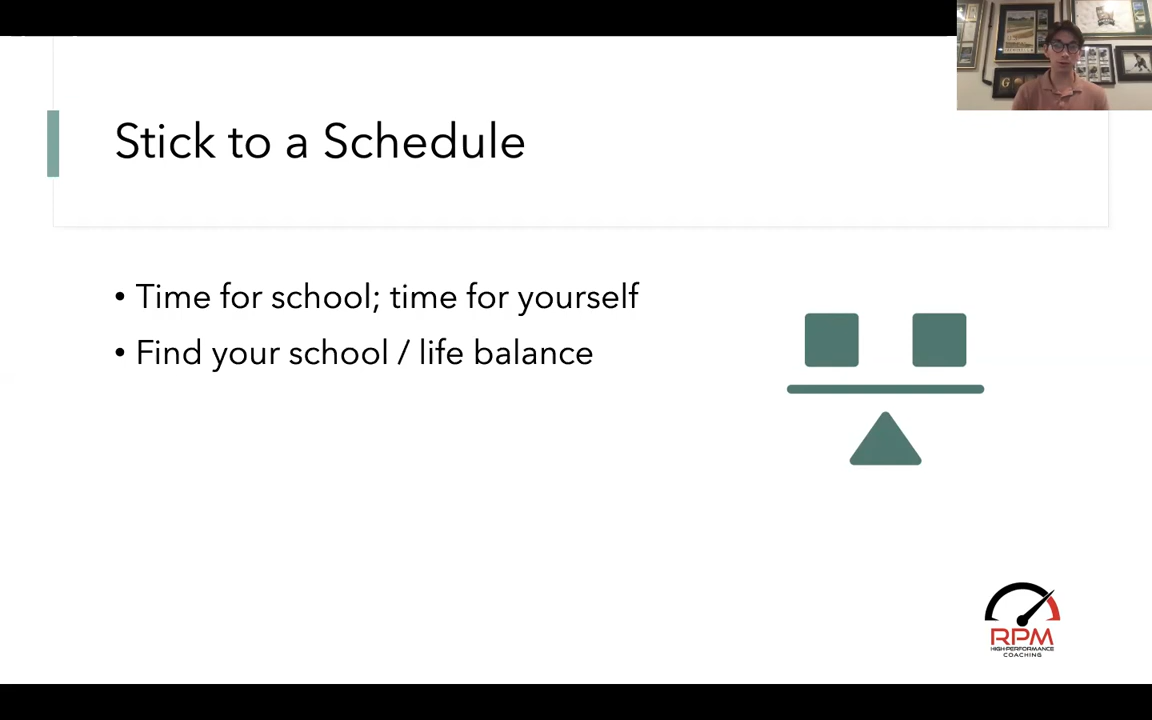 Stick to a Schedule
• Time for school; time for yourself
• Find your school / life balance
RPM
HIGH-PERFORMANCE
COACHING